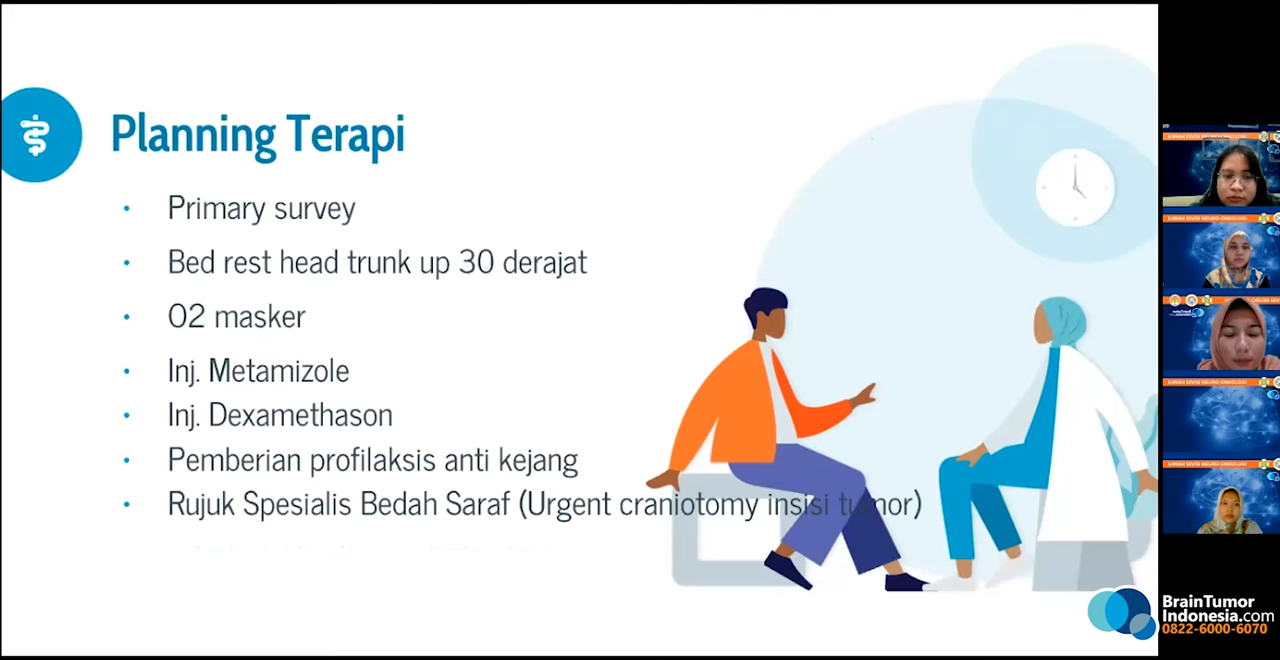 Planning Terapi
• Primary survey
• Bed rest head trunk up 30 derajat
• O2 masker
• Inj. Metamizole
• Inj. Dexamethason
• Pemberian profilaksis anti kejang
• Rujuk Spesialis Bedah Saraf (Urgent craniotomy insisi tumor)
BrainTumor
Indonesia.com
0822-6000-6070